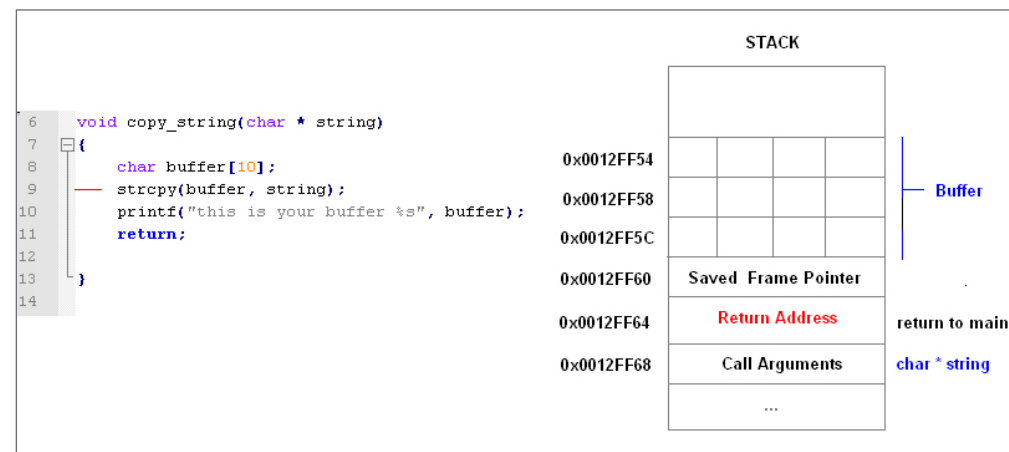 6 void copy_string(char * string)
7 {
8 char buffer[10];
9 strcpy(buffer, string);
10 printf("this is your buffer %s", buffer);
11 return;
12
13 }
14
STACK
0x0012FF54
0x0012FF58
0x0012FF5C
Buffer
0x0012FF60 Saved Frame Pointer
0x0012FF64 Return Address return to main
0x0012FF68 Call Arguments char * string
...